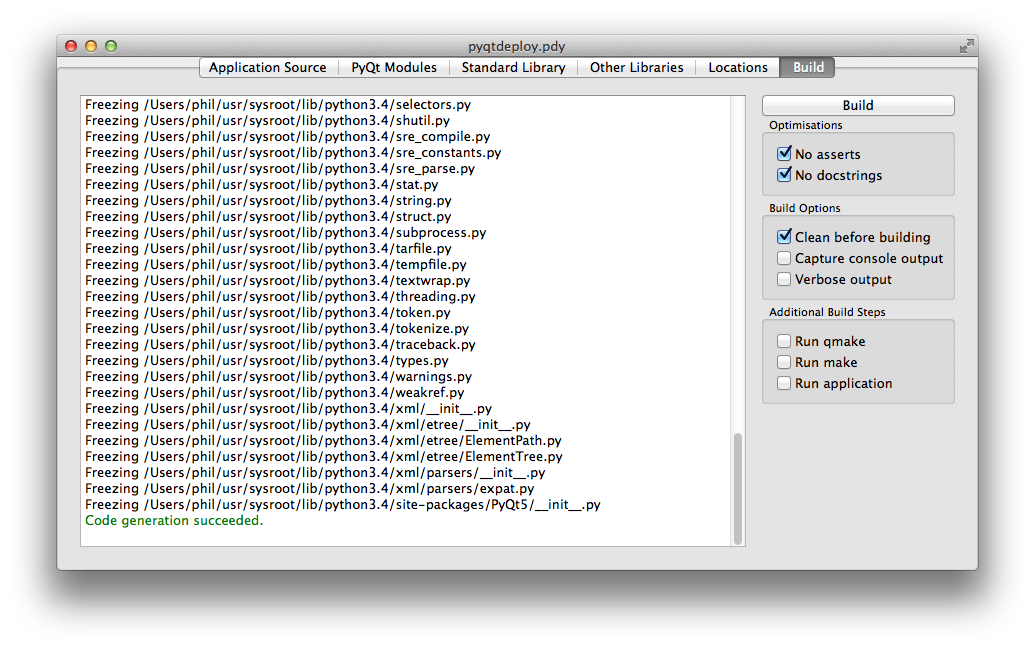 pyqtdeploy.pdy
Application Source PyQt Modules Standard Library Other Libraries Locations Build
Freezing /Users/phil/usr/sysroot/lib/python3.4/selectors.py
Freezing /Users/phil/usr/sysroot/lib/python3.4/shutil.py
Freezing /Users/phil/usr/sysroot/lib/python3.4/sre_compile.py
Freezing /Users/phil/usr/sysroot/lib/python3.4/sre_constants.py
Freezing /Users/phil/usr/sysroot/lib/python3.4/sre_parse.py
Freezing /Users/phil/usr/sysroot/lib/python3.4/stat.py
Freezing /Users/phil/usr/sysroot/lib/python3.4/string.py
Freezing /Users/phil/usr/sysroot/lib/python3.4/struct.py
Freezing /Users/phil/usr/sysroot/lib/python3.4/subprocess.py
Freezing /Users/phil/usr/sysroot/lib/python3.4/tarfile.py
Freezing /Users/phil/usr/sysroot/lib/python3.4/tempfile.py
Freezing /Users/phil/usr/sysroot/lib/python3.4/textwrap.py
Freezing /Users/phil/usr/sysroot/lib/python3.4/threading.py
Freezing /Users/phil/usr/sysroot/lib/python3.4/token.py
Freezing /Users/phil/usr/sysroot/lib/python3.4/tokenize.py
Freezing /Users/phil/usr/sysroot/lib/python3.4/traceback.py
Freezing /Users/phil/usr/sysroot/lib/python3.4/types.py
Freezing /Users/phil/usr/sysroot/lib/python3.4/warnings.py
Freezing /Users/phil/usr/sysroot/lib/python3.4/weakref.py
Freezing /Users/phil/usr/sysroot/lib/python3.4/xml/__init__.py
Freezing /Users/phil/usr/sysroot/lib/python3.4/xml/etree/__init__.py
Freezing /Users/phil/usr/sysroot/lib/python3.4/xml/etree/ElementPath.py
Freezing /Users/phil/usr/sysroot/lib/python3.4/xml/etree/ElementTree.py
Freezing /Users/phil/usr/sysroot/lib/python3.4/xml/parsers/__init__.py
Freezing /Users/phil/usr/sysroot/lib/python3.4/xml/parsers/expat.py
Freezing /Users/phil/usr/sysroot/lib/python3.4/site-packages/PyQt5/__init__.py
Code generation succeeded.
Build
Optimisations
No asserts
No docstrings
Build Options
Clean before building
Capture console output
Verbose output
Additional Build Steps
Run qmake
Run make
Run application